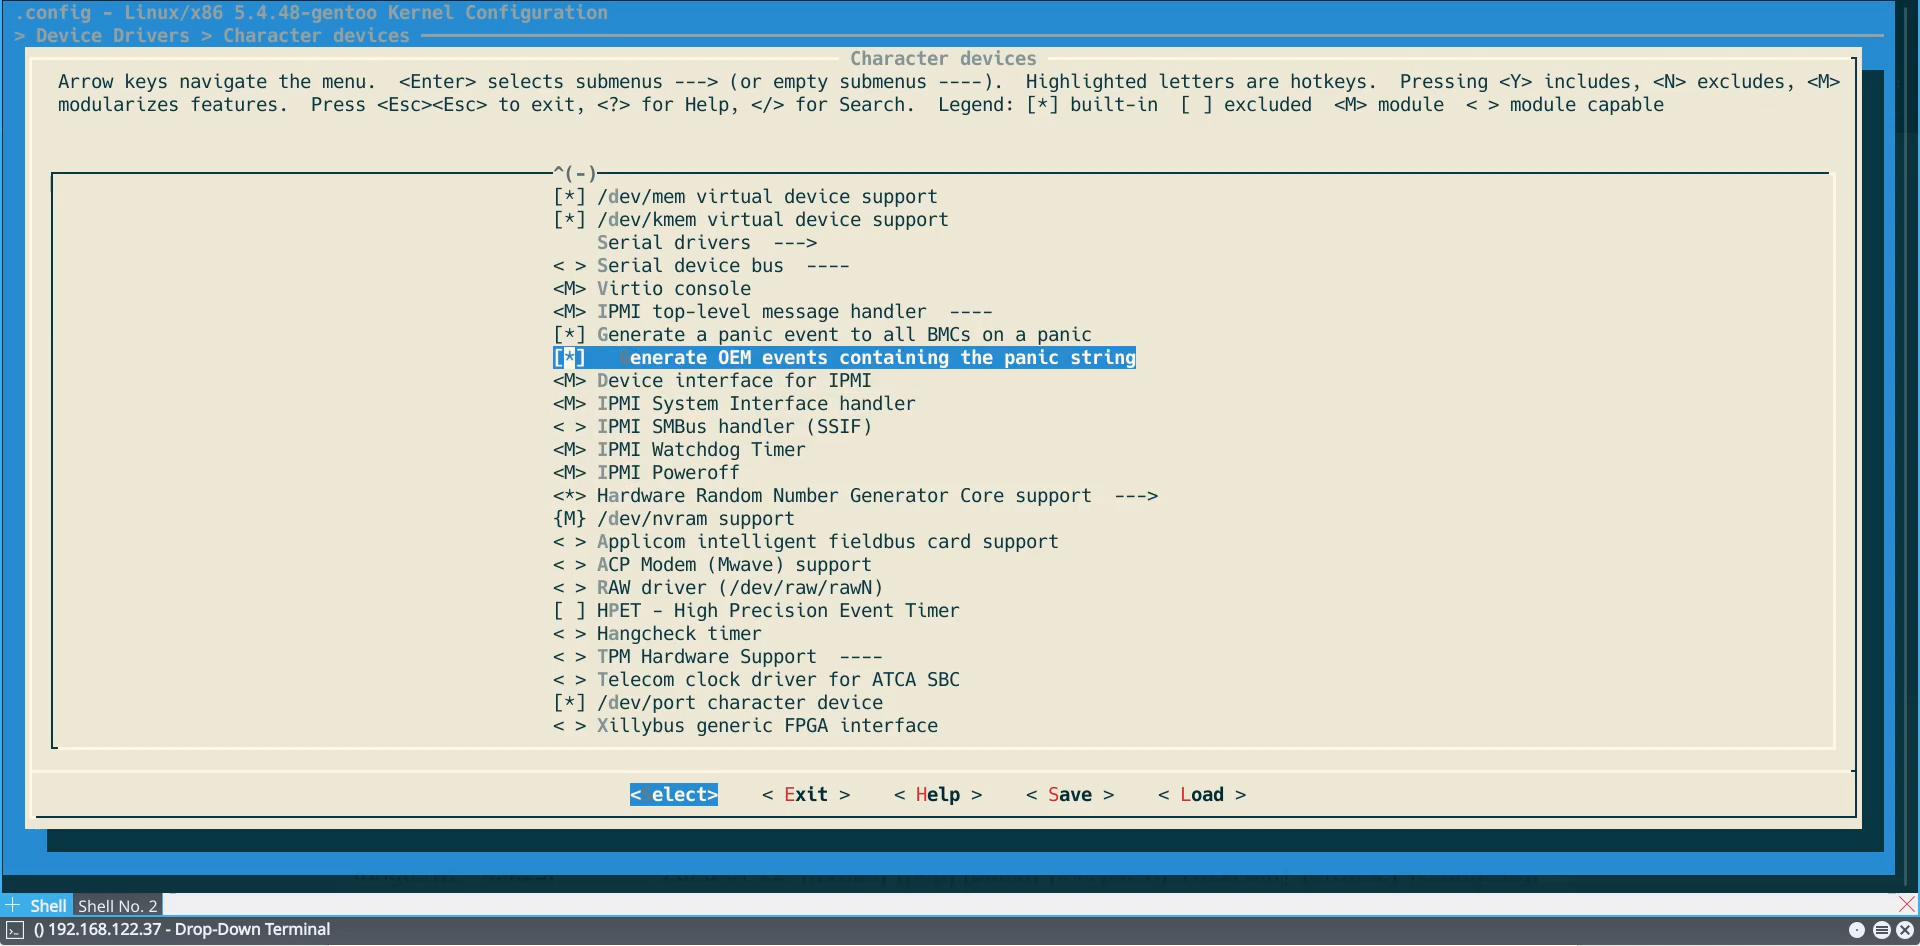 .config - Linux/x86 5.4.48-gentoo Kernel Configuration
> Device Drivers > Character devices
Character devices
Arrow keys navigate the menu.  <Enter> selects submenus ---> (or empty submenus ----).  Highlighted letters are hotkeys.  Pressing <Y> includes, <N> excludes, <M>
modularizes features.  Press <Esc><Esc> to exit, <?> for Help, </> for Search.  Legend: [*] built-in  [ ] excluded  <M> module  < > module capable
^(-)
[*] /dev/mem virtual device support
[*] /dev/kmem virtual device support
    Serial drivers  --->
< > Serial device bus  ----
<M> Virtio console
<M> IPMI top-level message handler  ----
[*] Generate a panic event to all BMCs on a panic
[*]   Generate OEM events containing the panic string
<M> Device interface for IPMI
<M> IPMI System Interface handler
< > IPMI SMBus handler (SSIF)
<M> IPMI Watchdog Timer
<M> IPMI Poweroff
<*> Hardware Random Number Generator Core support  --->
{M} /dev/nvram support
< > Applicom intelligent fieldbus card support
< > ACP Modem (Mwave) support
< > RAW driver (/dev/raw/rawN)
[ ] HPET - High Precision Event Timer
< > Hangcheck timer
< > TPM Hardware Support  ----
< > Telecom clock driver for ATCA SBC
[*] /dev/port character device
< > Xillybus generic FPGA interface
<Select>    < Exit >    < Help >    < Save >    < Load >
Shell  Shell No. 2
() 192.168.122.37 - Drop-Down Terminal